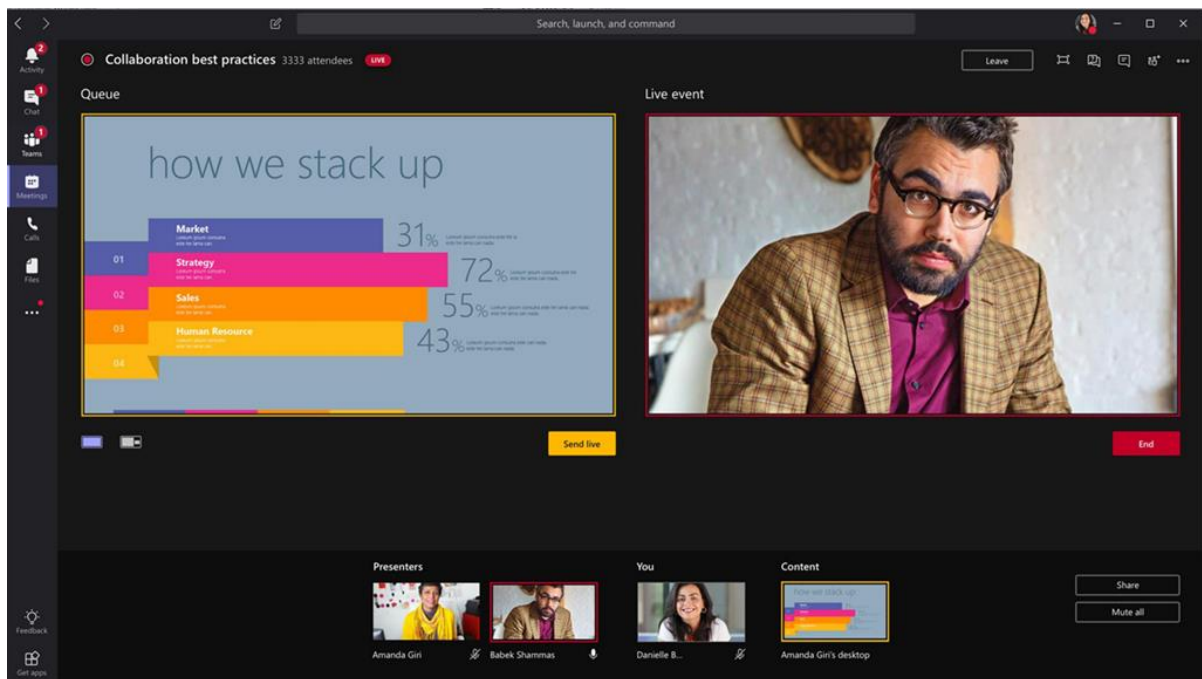 Search, launch, and command
2
Activity
Collaboration best practices 3333 attendees LIVE
Leave
1
Chat
Queue
Live event
1
Teams
Meetings
Calls
Files
how we stack up
01
Market
31%
02
Strategy
72%
03
Sales
55%
04
Human Resource
43%
Send live
End
Presenters
You
Content
Share
Mute all
Amanda Giri
Babek Shammas
Danielle B...
Amanda Giri's desktop
how we stack up
Feedback
Get apps